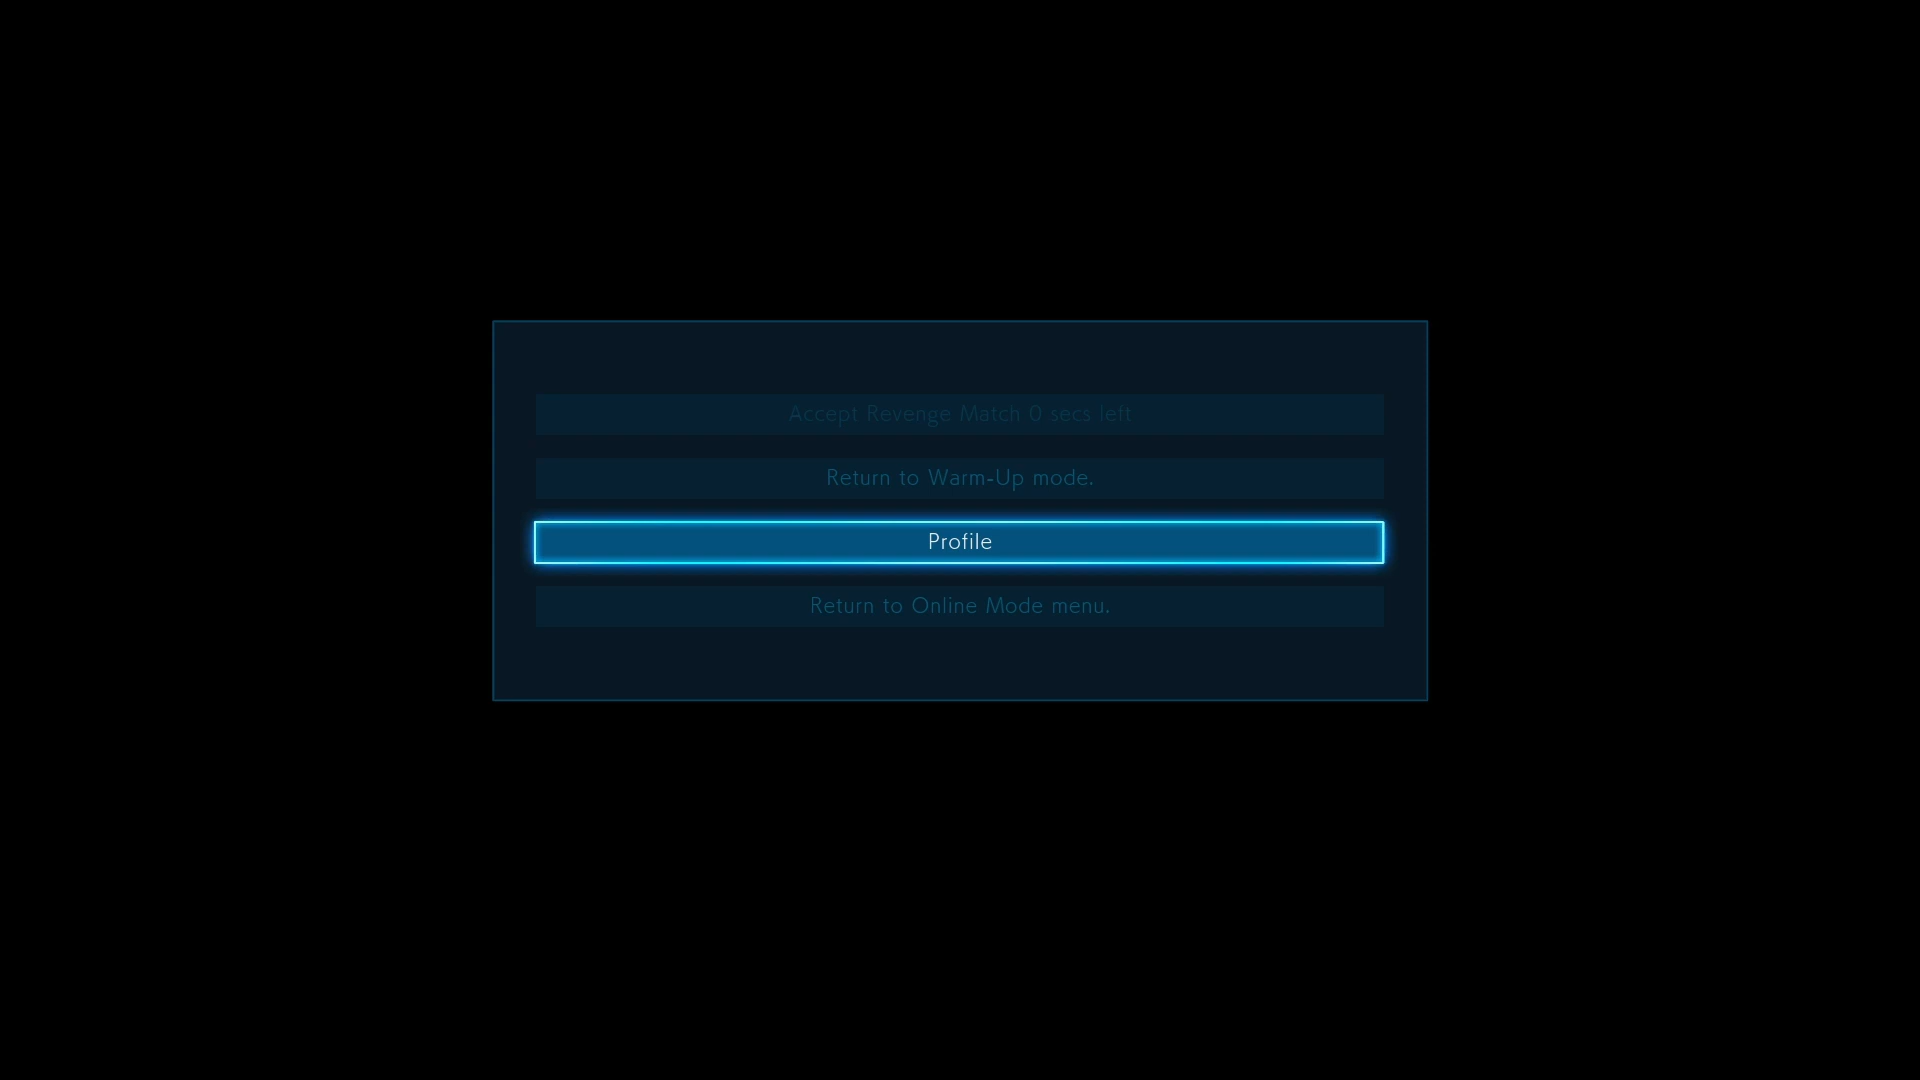 Accept Revenge Match 0 secs left
Return to Warm-Up mode.
Profile
Return to Online Mode menu.